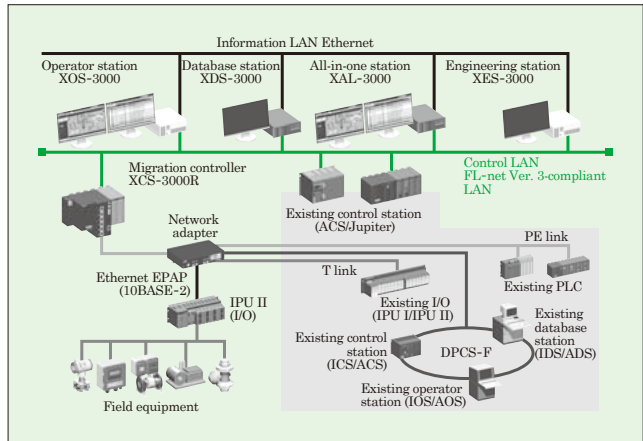 Information LAN Ethernet
Operator station
XOS-3000
Database station
XDS-3000
All-in-one station
XAL-3000
Engineering station
XES-3000
Migration controller
XCS-3000R
Control LAN
FL-net Ver. 3-compliant
LAN
Existing control station
(ACS/Jupiter)
Network
adapter
PE link
Ethernet EPAP
(10BASE-2)
T link
Existing PLC
IPU II
(I/O)
Existing I/O
(IPU I/IPU II)
Existing
database
station
(IDS/ADS)
Existing control
station
(ICS/ACS)
DPCS-F
Existing operator
station (IOS/AOS)
Field equipment